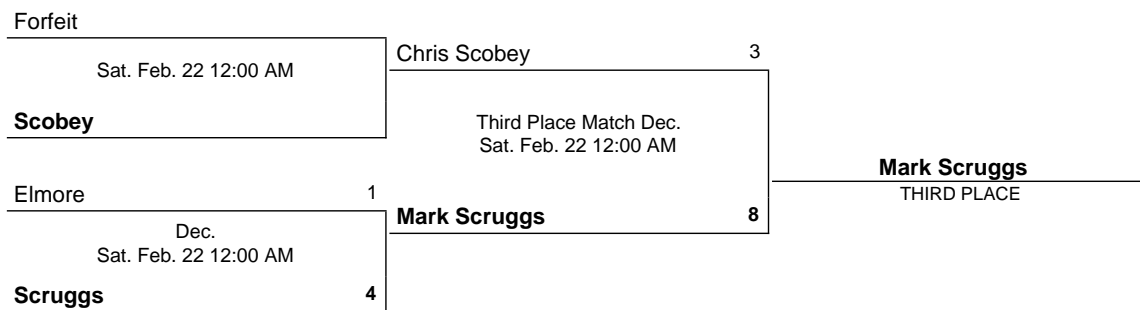 Forfeit
Sat. Feb. 22 12:00 AM
Scobey
Chris Scobey 3
Third Place Match Dec.
Sat. Feb. 22 12:00 AM
Elmore 1
Dec.
Sat. Feb. 22 12:00 AM
Scruggs 4
Mark Scruggs 8
Mark Scruggs
THIRD PLACE